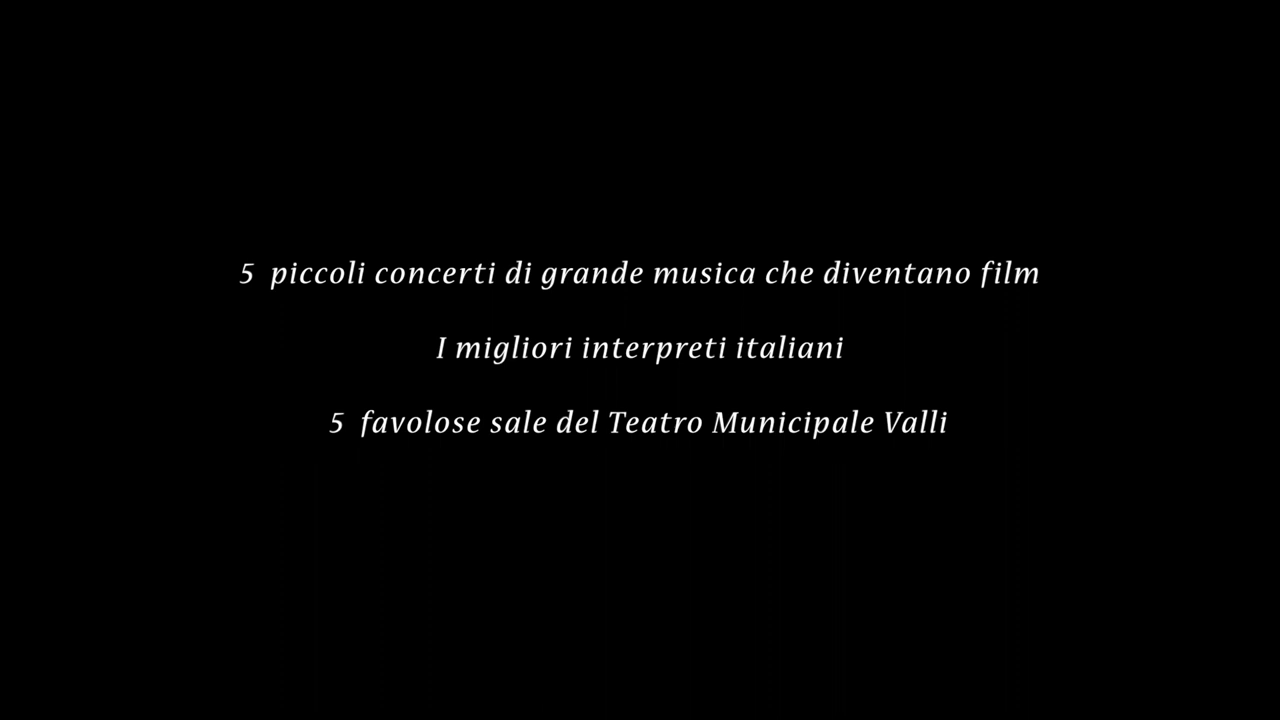 5 piccoli concerti di grande musica che diventano film
I migliori interpreti italiani
5 favolose sale del Teatro Municipale Valli